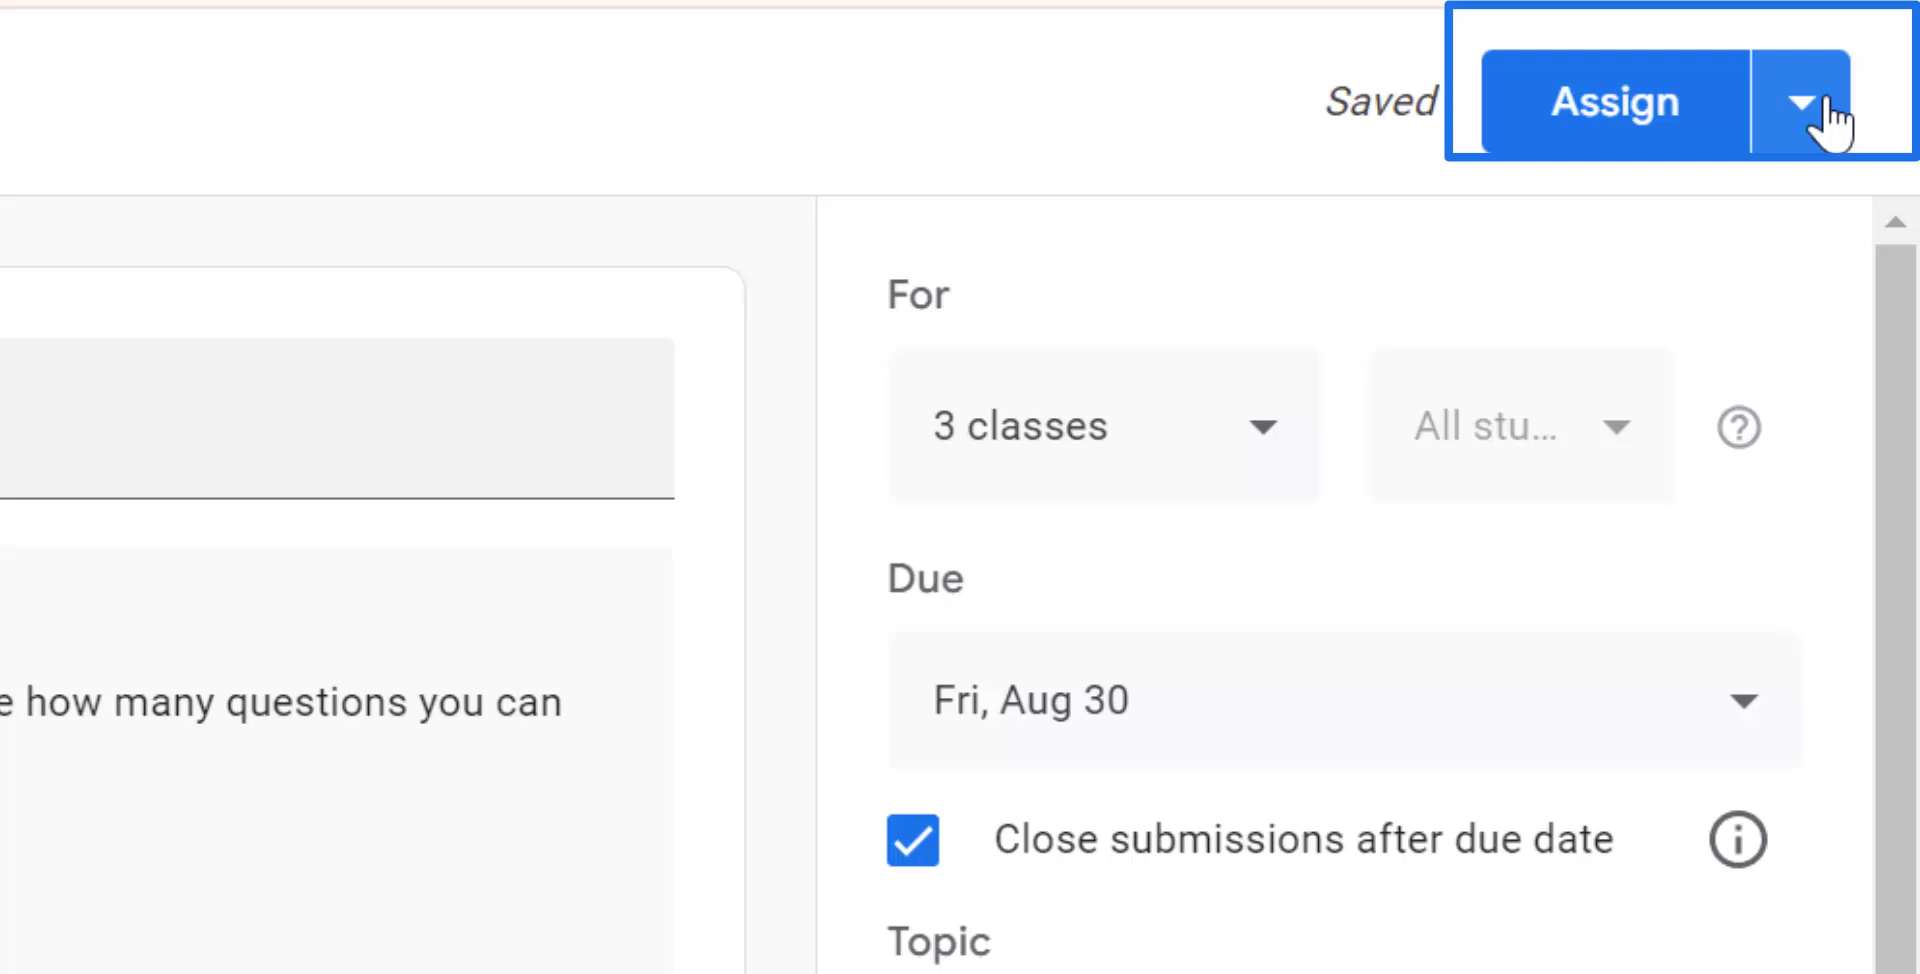 Saved
Assign
For
3 classes
All stu...
Due
Fri, Aug 30
e how many questions you can
Close submissions after due date
Topic